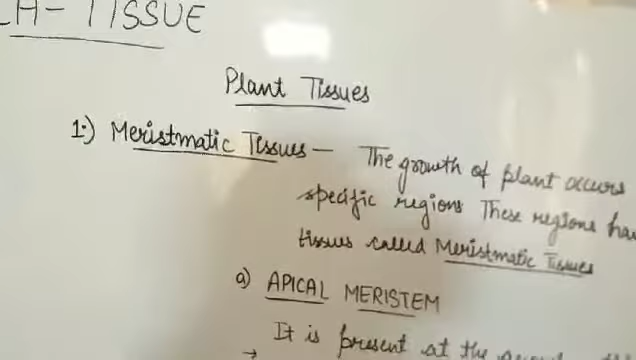 - TISSUE
Plant Tissues
1.) Meristmatic Tissues — The growth of plant occurs
specific regions These regions
tissues called Meristmatic Tissues
a) APICAL MERISTEM
It is present at the
→